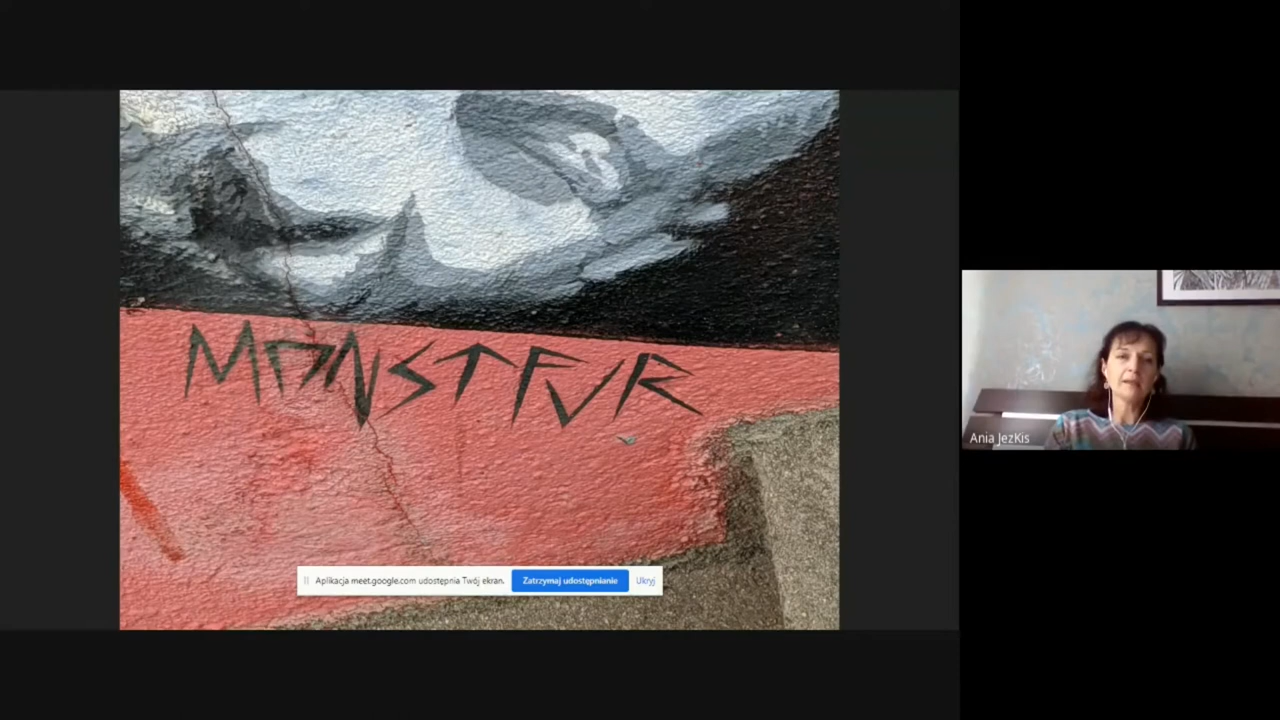 MONSTFUR
Aplikacja meet.google.com udostępnia Twój ekran. Zatrzymaj udostępnianie Ukryj
Ania JezKis